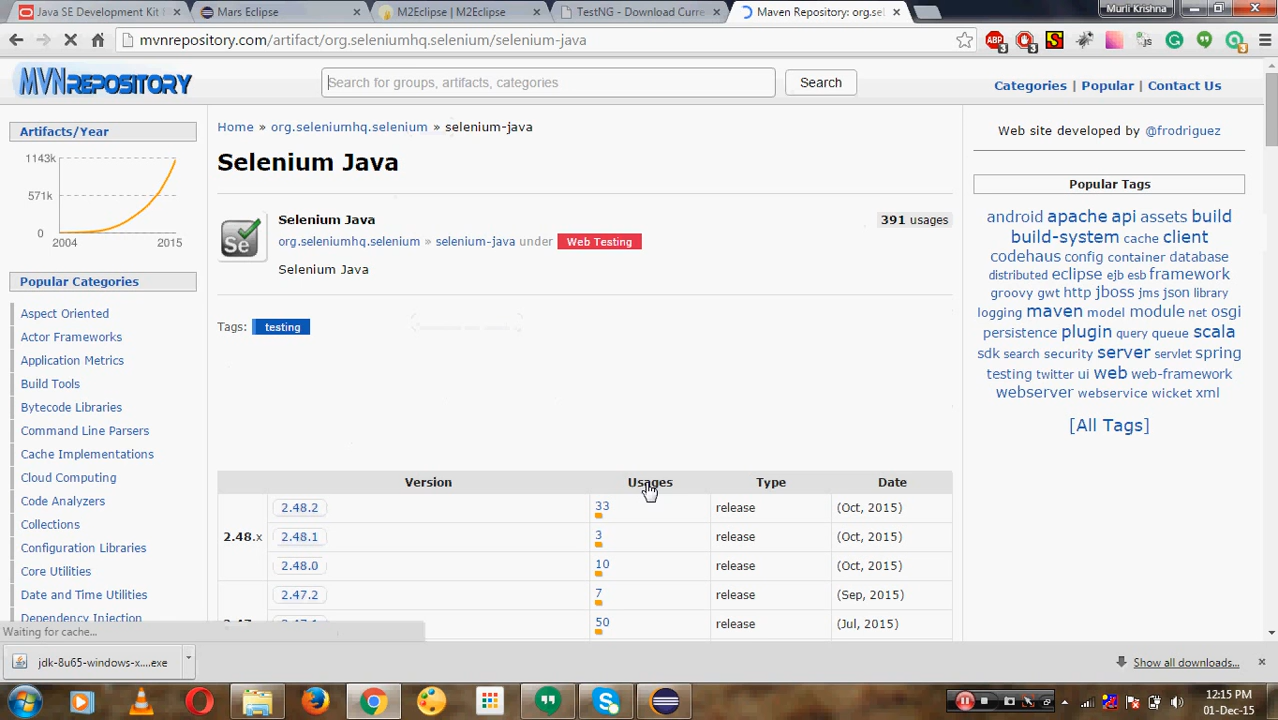 Java SE Development Kit
Mars Eclipse
M2Eclipse | M2Eclipse
TestNG - Download Curre
Maven Repository: org.sel
Murli Krishna
mvnrepository.com/artifact/org.seleniumhq.selenium/selenium-java
ABP 3
3
S
js
3
MVNREPOSITORY
Search for groups, artifacts, categories
Search
Categories | Popular | Contact Us
Artifacts/Year
1143k
571k
0
2004
2015
Popular Categories
Aspect Oriented
Actor Frameworks
Application Metrics
Build Tools
Bytecode Libraries
Command Line Parsers
Cache Implementations
Cloud Computing
Code Analyzers
Collections
Configuration Libraries
Core Utilities
Date and Time Utilities
Dependency Injection
Home » org.seleniumhq.selenium » selenium-java
Selenium Java
Se
Selenium Java
391 usages
org.seleniumhq.selenium » selenium-java under Web Testing
Selenium Java
Tags: testing
Version Usages Type Date
2.48.x
2.48.2 33 release (Oct, 2015)
2.48.1 3 release (Oct, 2015)
2.48.0 10 release (Oct, 2015)
2.47.2 7 release (Sep, 2015)
50 release (Jul, 2015)
Web site developed by @frodriguez
Popular Tags
android apache api assets build
build-system cache client
codehaus config container database
distributed eclipse ejb esb framework
groovy gwt http jboss jms json library
logging maven model module net osgi
persistence plugin query queue scala
sdk search security server servlet spring
testing twitter ui web web-framework
webserver webservice wicket xml
[All Tags]
Waiting for cache...
jdk-8u65-windows-x....exe
Show all downloads...
12:15 PM
01-Dec-15